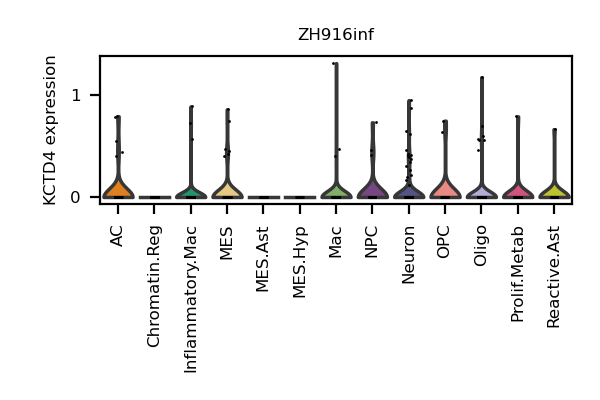 ZH916inf
KCTD4 expression
1
0
AC
Chromatin.Reg
Inflammatory.Mac
MES
MES.Ast
MES.Hyp
Mac
NPC
Neuron
OPC
Oligo
Prolif.Metab
Reactive.Ast